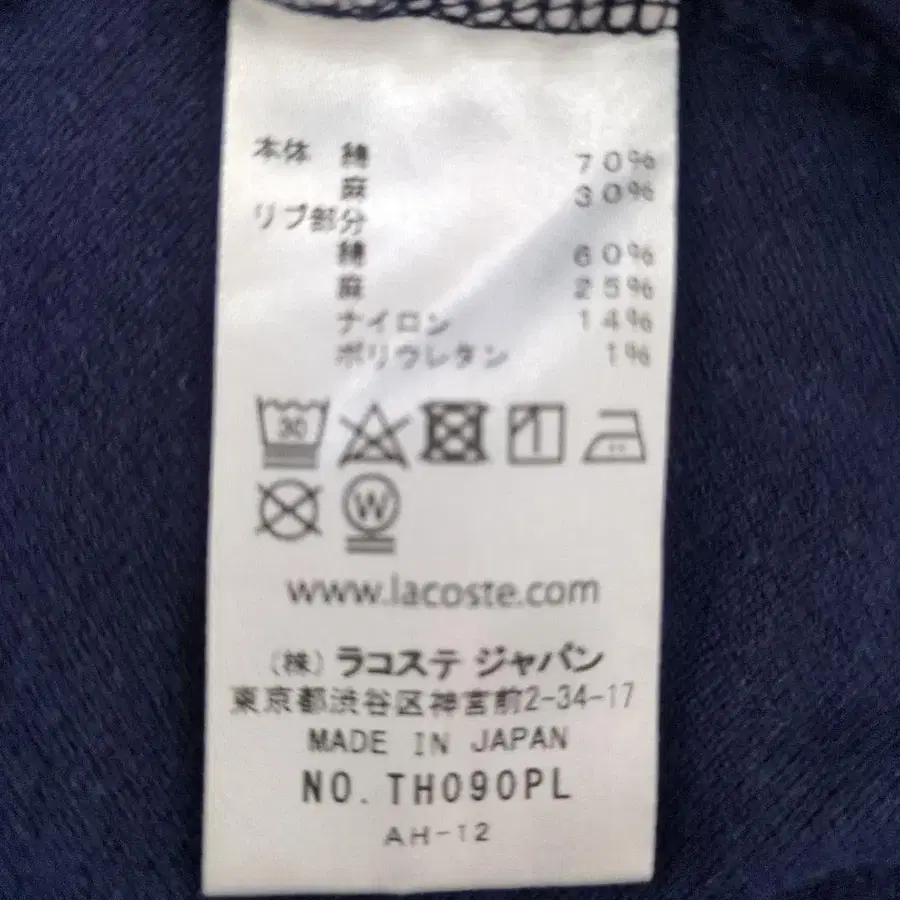 本体 綿 70%
麻 30%
リブ部分
綿 60%
麻 25%
ナイロン 14%
ポリウレタン 1%
30
W
www.lacoste.com
(株) ラコステ ジャパン
東京都渋谷区神宮前2-34-17
MADE IN JAPAN
NO. TH090PL
AH-12